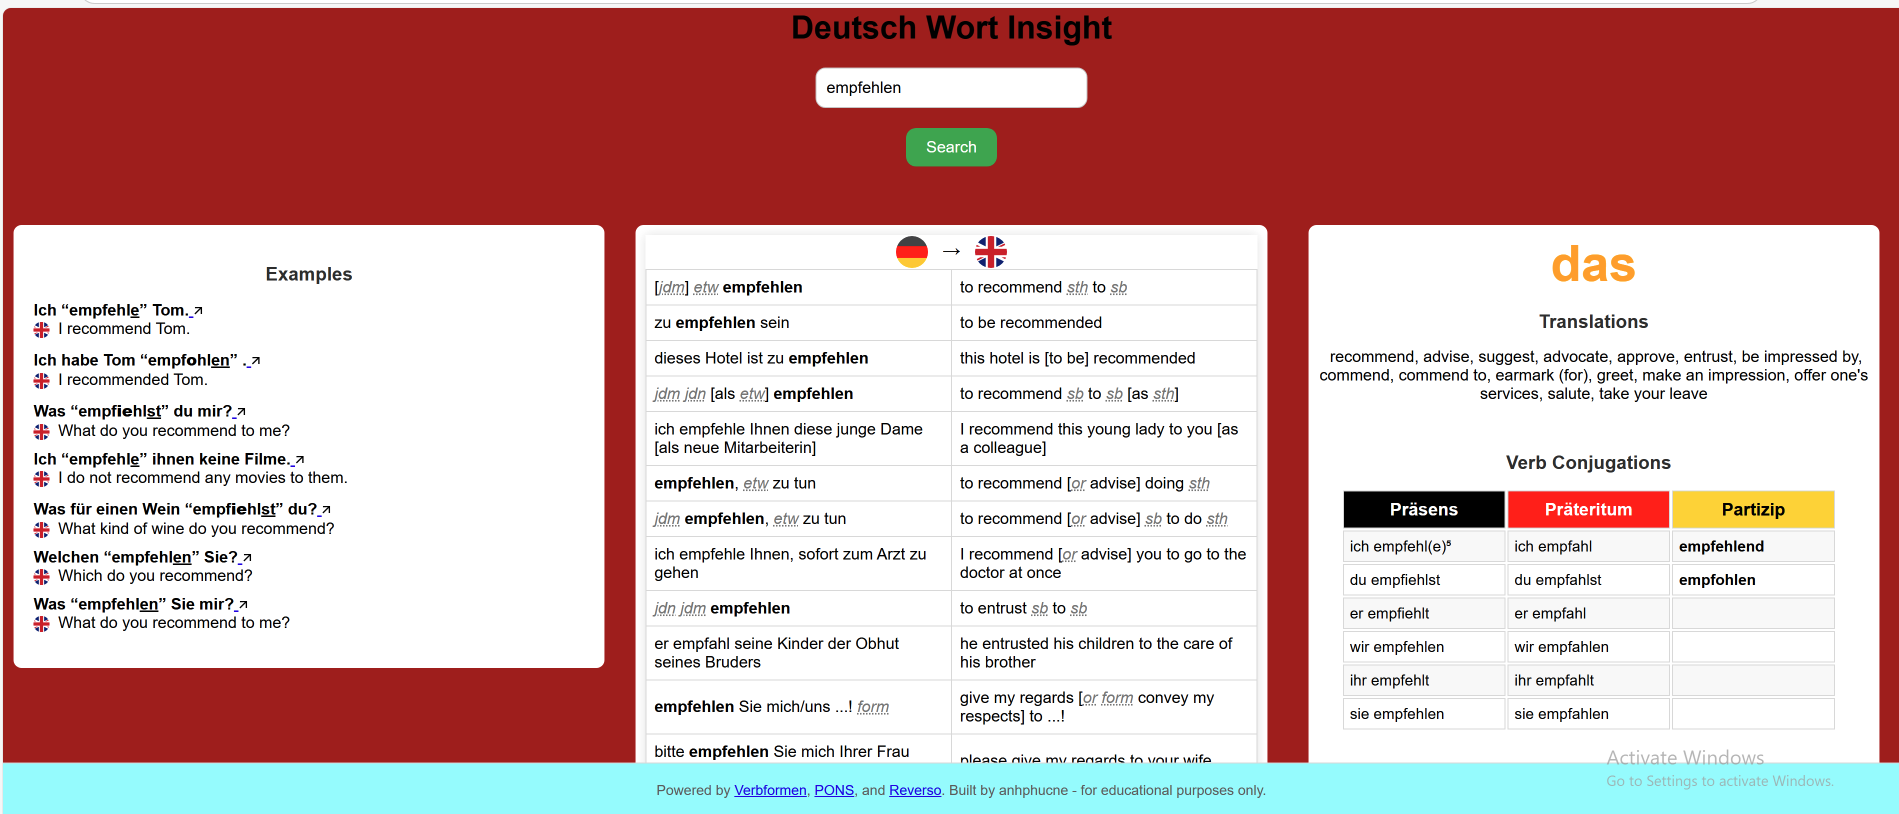 Deutsch Wort Insight
empfehlen
Search
Examples
Ich “empfehle” Tom. ↗
I recommend Tom.
Ich habe Tom “empfohlen” . ↗
I recommended Tom.
Was “empfiehlst” du mir? ↗
What do you recommend to me?
Ich “empfehle” ihnen keine Filme. ↗
I do not recommend any movies to them.
Was für einen Wein “empfiehlst” du? ↗
What kind of wine do you recommend?
Welchen “empfehlen” Sie? ↗
Which do you recommend?
Was “empfehlen” Sie mir? ↗
What do you recommend to me?
→
[jdm] etw empfehlen
to recommend sth to sb
zu empfehlen sein
to be recommended
dieses Hotel ist zu empfehlen
this hotel is [to be] recommended
jdm jdn [als etw] empfehlen
to recommend sb to sb [as sth]
ich empfehle Ihnen diese junge Dame
[als neue Mitarbeiterin]
I recommend this young lady to you [as
a colleague]
empfehlen, etw zu tun
to recommend [or advise] doing sth
jdm empfehlen, etw zu tun
to recommend [or advise] sb to do sth
ich empfehle Ihnen, sofort zum Arzt zu
gehen
I recommend [or advise] you to go to the
doctor at once
jdn jdm empfehlen
to entrust sb to sb
er empfahl seine Kinder der Obhut
seines Bruders
he entrusted his children to the care of
his brother
empfehlen Sie mich/uns ...! form
give my regards [or form convey my
respects] to ...!
bitte empfehlen Sie mich Ihrer Frau
please give my regards to your wife
das
Translations
recommend, advise, suggest, advocate, approve, entrust, be impressed by,
commend, commend to, earmark (for), greet, make an impression, offer one's
services, salute, take your leave
Verb Conjugations
Präsens Präteritum Partizip
ich empfehl(e)⁵ ich empfahl empfehlend
du empfiehlst du empfahlst empfohlen
er empfiehlt er empfahl
wir empfehlen wir empfahlen
ihr empfehlt ihr empfahlt
sie empfehlen sie empfahlen
Activate Windows
Go to Settings to activate Windows.
Powered by Verbformen, PONS, and Reverso. Built by anhphucne - for educational purposes only.